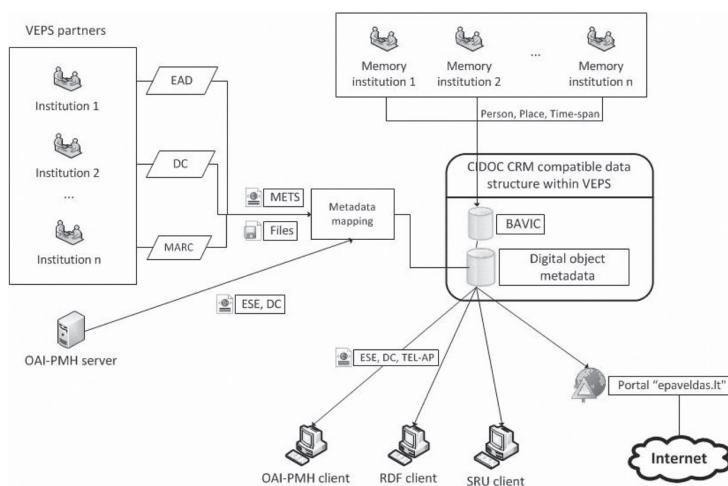 VEPS partners
Institution 1
Institution 2
...
Institution n
EAD
DC
MARC
METS
Files
Metadata
mapping
ESE, DC
OAI-PMH server
Memory
institution 1
Memory
institution 2
...
Memory
institution n
Person, Place, Time-span
CIDOC CRM compatible data
structure within VEPS
BAVIC
Digital object
metadata
ESE, DC, TEL-AP
OAI-PMH client
RDF client
SRU client
Portal "epaveldas.lt"
Internet